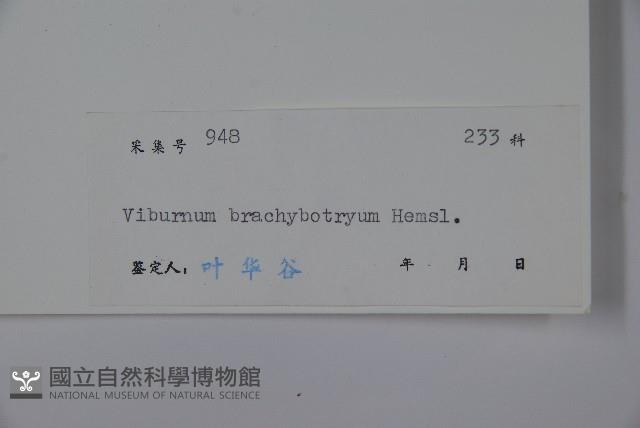 采集号 948 233 科
Viburnum brachybotryum Hemsl.
鉴定人: 叶华谷 年 月 日
國立自然科學博物館
NATIONAL MUSEUM OF NATURAL SCIENCE